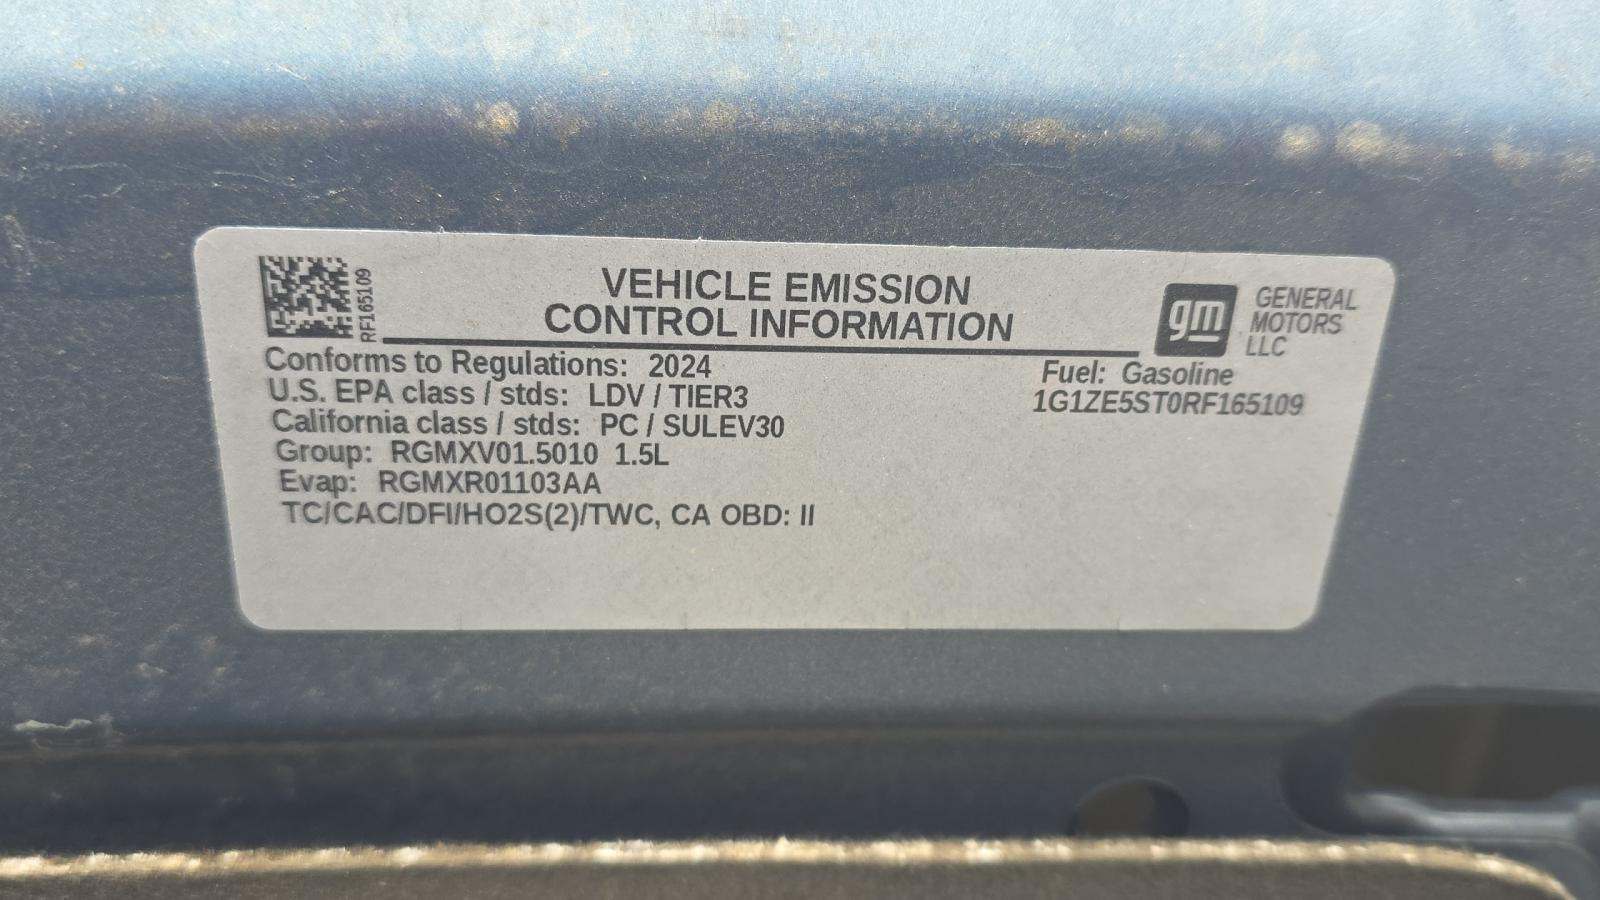 RF165109
VEHICLE EMISSION
CONTROL INFORMATION
gm
GENERAL
MOTORS
LLC
Conforms to Regulations: 2024
U.S. EPA class / stds: LDV / TIER3
California class / stds: PC / SULEV30
Group: RGMXV01.5010 1.5L
Evap: RGMXR01103AA
TC/CAC/DFI/HO2S(2)/TWC, CA OBD: II
Fuel: Gasoline
1G1ZE5ST0RF165109